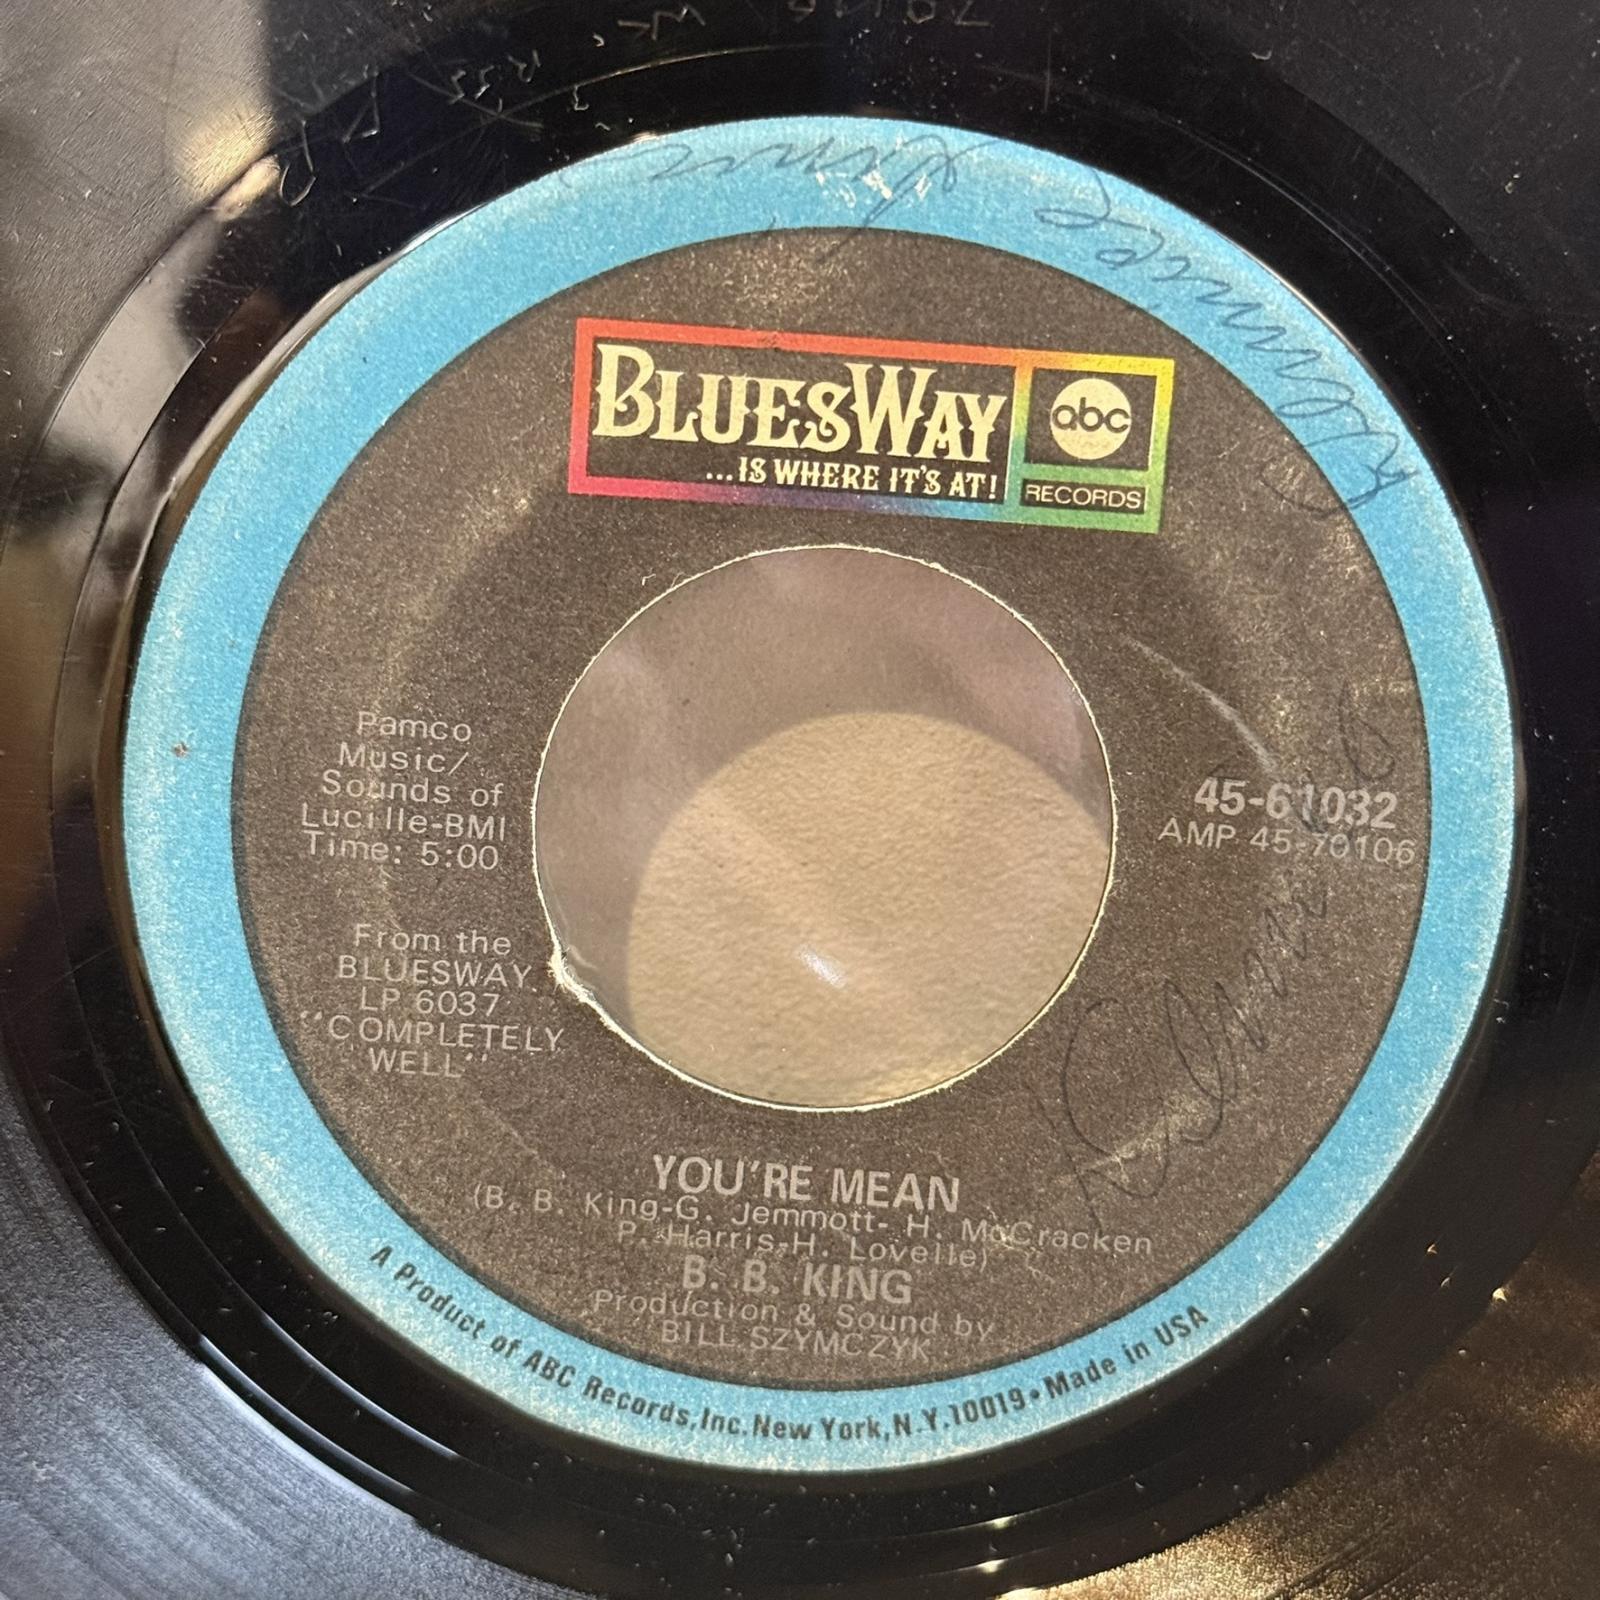 BLUESWAY
...IS WHERE IT'S AT!
abc
RECORDS
Pamco
Music/
Sounds of
Lucille-BMI
Time: 5:00
45-61032
AMP 45-70106
From the
BLUESWAY
LP 6037
"COMPLETELY
WELL"
YOU'RE MEAN
(B. B. King-G. Jemmott- H. McCracken
P. Harris-H. Lovelle)
B. B. KING
Production & Sound by
BILL SZYMCZYK
A Product of ABC Records, Inc. New York, N.Y. 10019 • Made in USA